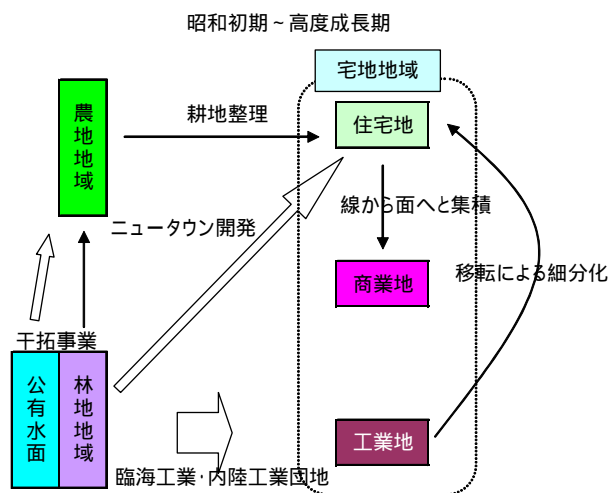 昭和初期~高度成長期
宅地地域
農地地域
耕地整理
住宅地
線から面へと集積
ニュータウン開発
商業地
移転による細分化
干拓事業
公有水面
林地地域
工業地
臨海工業・内陸工業団地